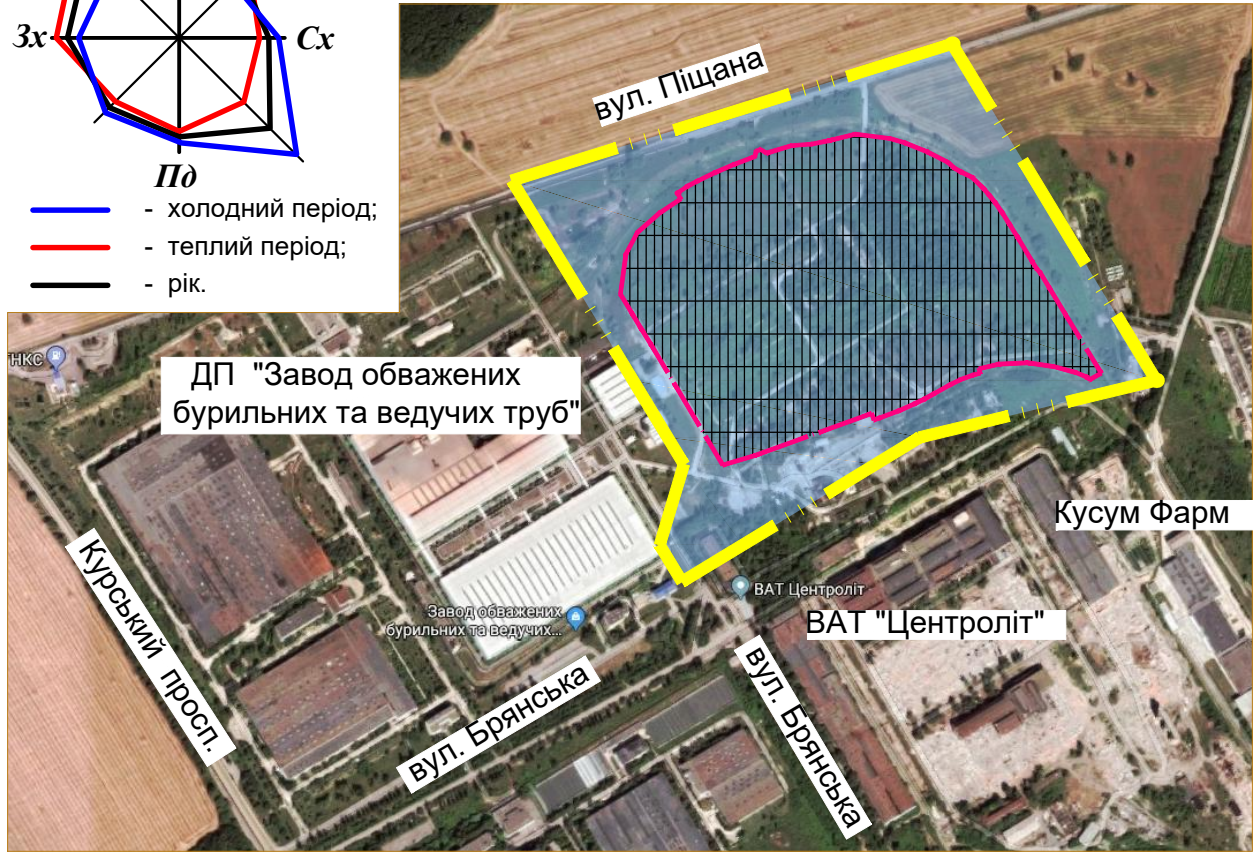 Зх
Сх
Пд
- холодний період;
- теплий період;
- рік.
вул. Піщана
НКС
ДП "Завод обважених
бурильних та ведучих труб"
Кусум Фарм
Курський просп.
ВАТ Центроліт
Завод обважених
бурильних та ведучих...
ВАТ "Центроліт"
вул. Брянська
вул. Брянська